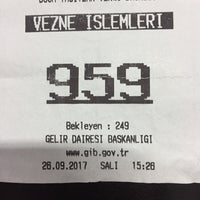 VEZNE ISLEMLERI
959
Bekleyen : 249
GELIR DAIRESI BASKANLIGI
www.gib.gov.tr
26.09.2017 SALI 15:26